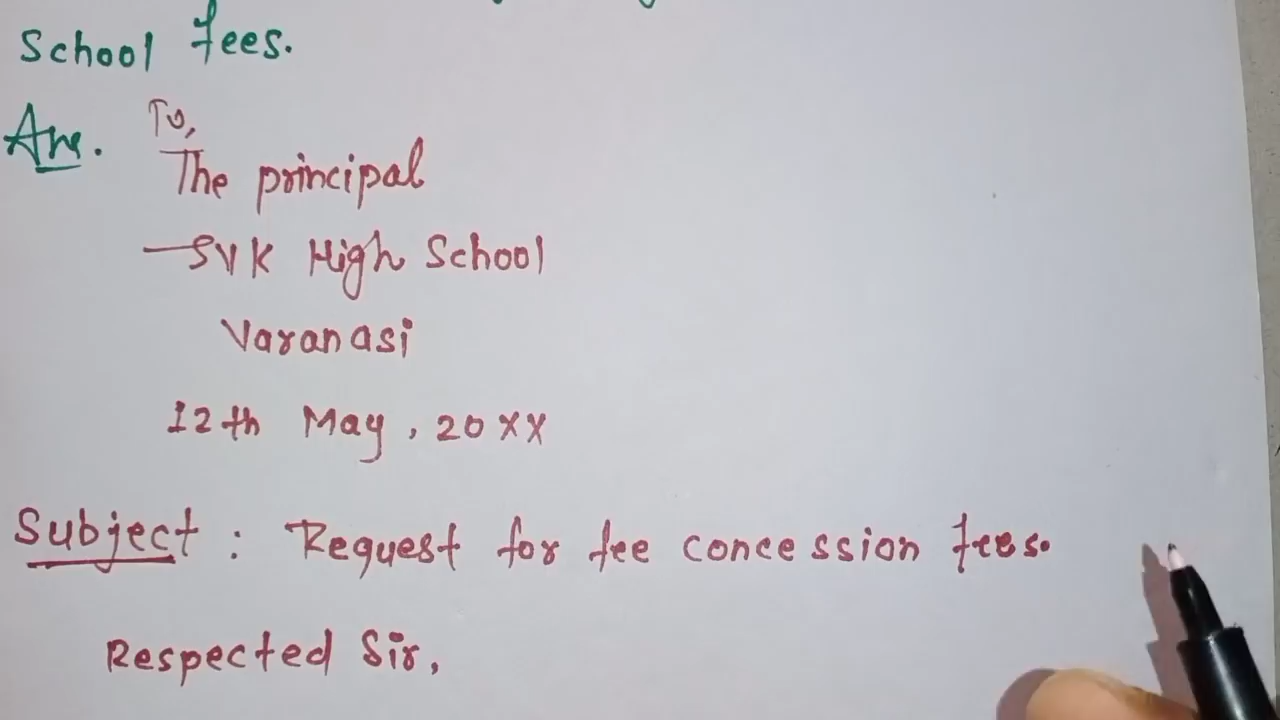 School fees.
Ans. To,
The principal
SVK High School
Varanasi
12th May, 20XX
Subject : Request for fee concession fees.
Respected Sir,